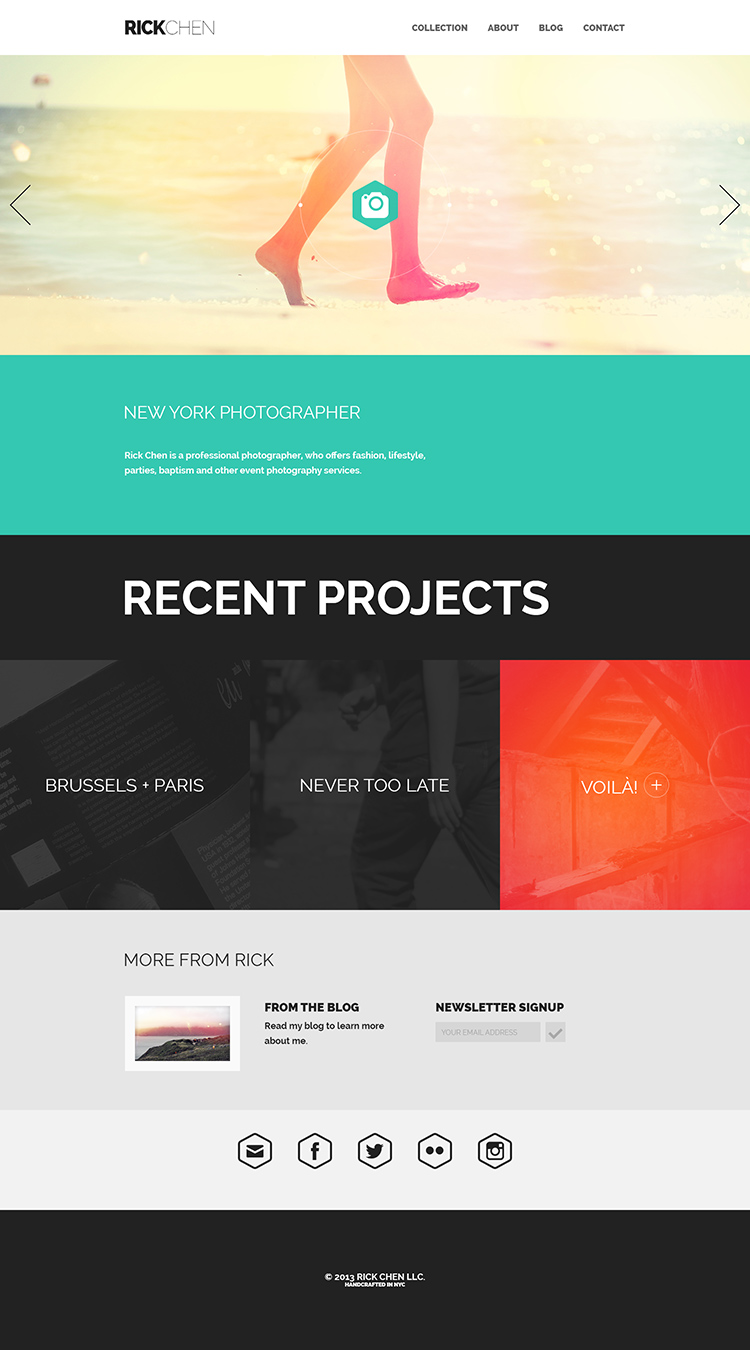 RICKCHEN
COLLECTION ABOUT BLOG CONTACT
NEW YORK PHOTOGRAPHER
Rick Chen is a professional photographer, who offers fashion, lifestyle,
parties, baptism and other event photography services.
RECENT PROJECTS
BRUSSELS + PARIS
NEVER TOO LATE
VOILÀ! +
MORE FROM RICK
FROM THE BLOG
Read my blog to learn more
about me.
NEWSLETTER SIGNUP
YOUR EMAIL ADDRESS
© 2013 RICK CHEN LLC.
HANDCRAFTED IN NYC